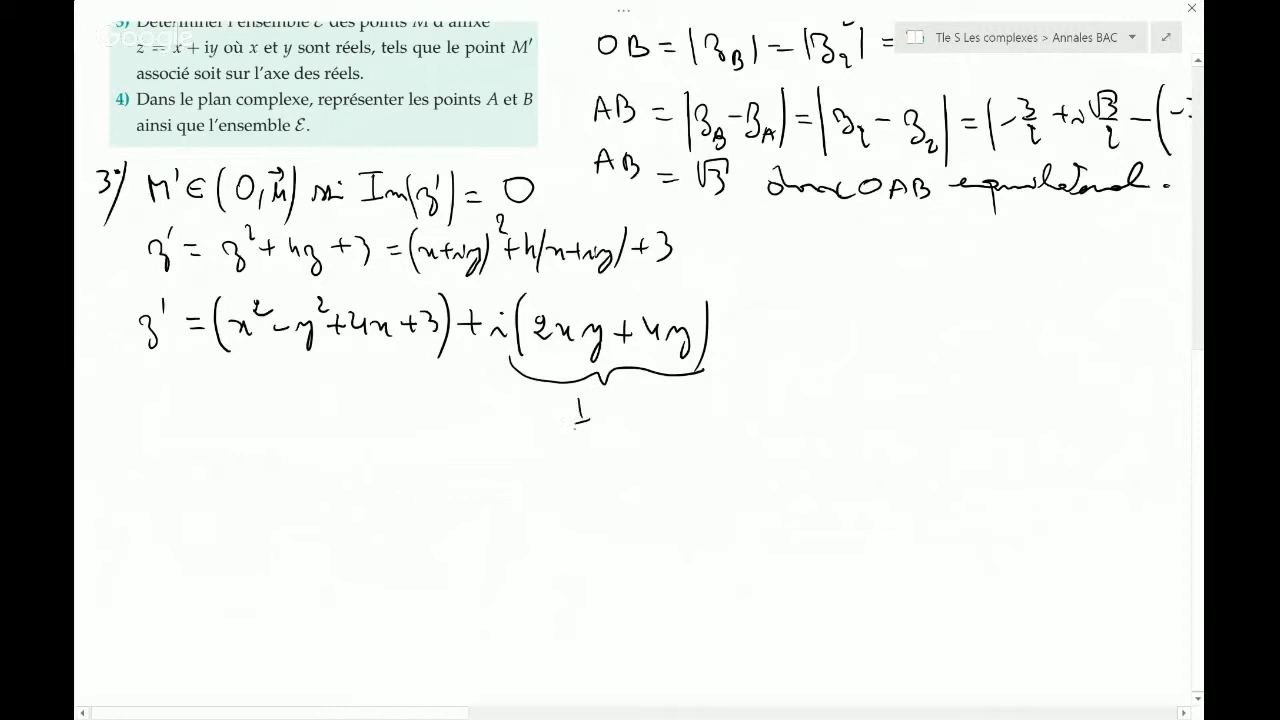 3) Déterminer l'ensemble ℰ des points M d'affixe
z = x + iy où x et y sont réels, tels que le point M′
associé soit sur l'axe des réels.
4) Dans le plan complexe, représenter les points A et B
ainsi que l'ensemble ℰ.
Google
Tle S Les complexes > Annales BAC
OB = |z_B| = |z_2| =
AB = |z_B - z_A| = |z_1 - z_2| = |-3/2 + i√3/2 - (-
AB = √3 donc OAB equilateral.
3°/ M' ∈ (O, u⃗) ssi Im(z') = 0
z' = z² + 4z + 3 = (x+iy)² + 4(x+iy) + 3
z' = (x² - y² + 4x + 3) + i(2xy + 4y)